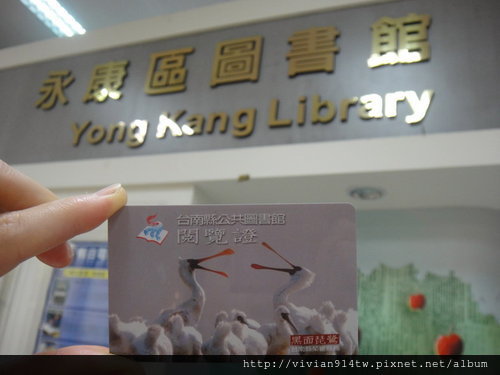 永康區圖書館
Yong Kang Library
台南縣公共圖書館
閱覽證
黑面琵鷺
http://vivian914tw.pixnet.net/album